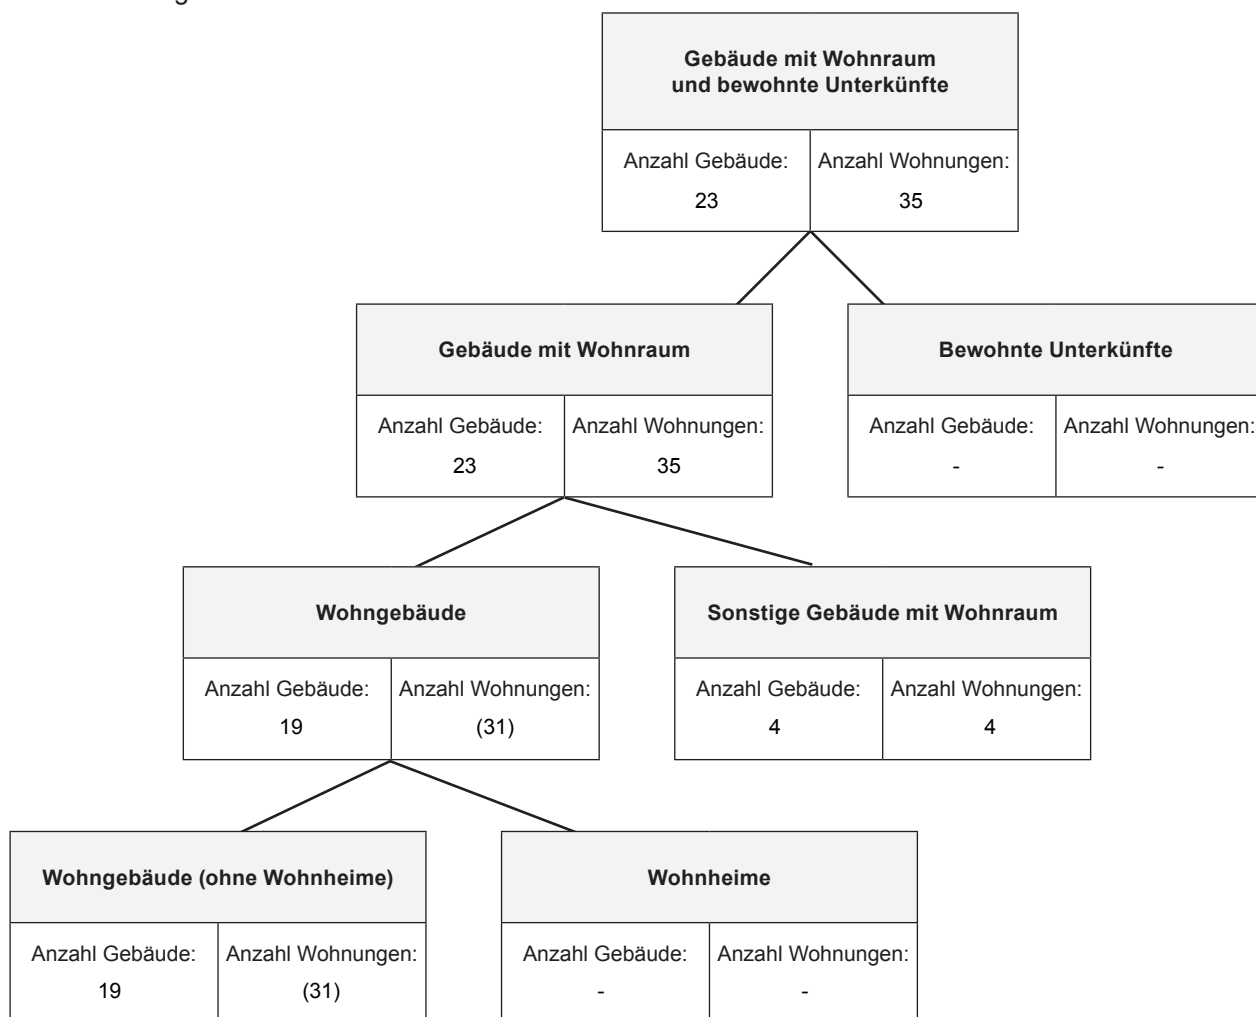 Gebäude mit Wohnraum
und bewohnte Unterkünfte
Anzahl Gebäude: Anzahl Wohnungen:
23 35
Gebäude mit Wohnraum
Bewohnte Unterkünfte
Anzahl Gebäude: Anzahl Wohnungen:
23 35
Anzahl Gebäude: Anzahl Wohnungen:
- -
Wohngebäude
Sonstige Gebäude mit Wohnraum
Anzahl Gebäude: Anzahl Wohnungen:
19 (31)
Anzahl Gebäude: Anzahl Wohnungen:
4 4
Wohngebäude (ohne Wohnheime)
Wohnheime
Anzahl Gebäude: Anzahl Wohnungen:
19 (31)
Anzahl Gebäude: Anzahl Wohnungen:
- -